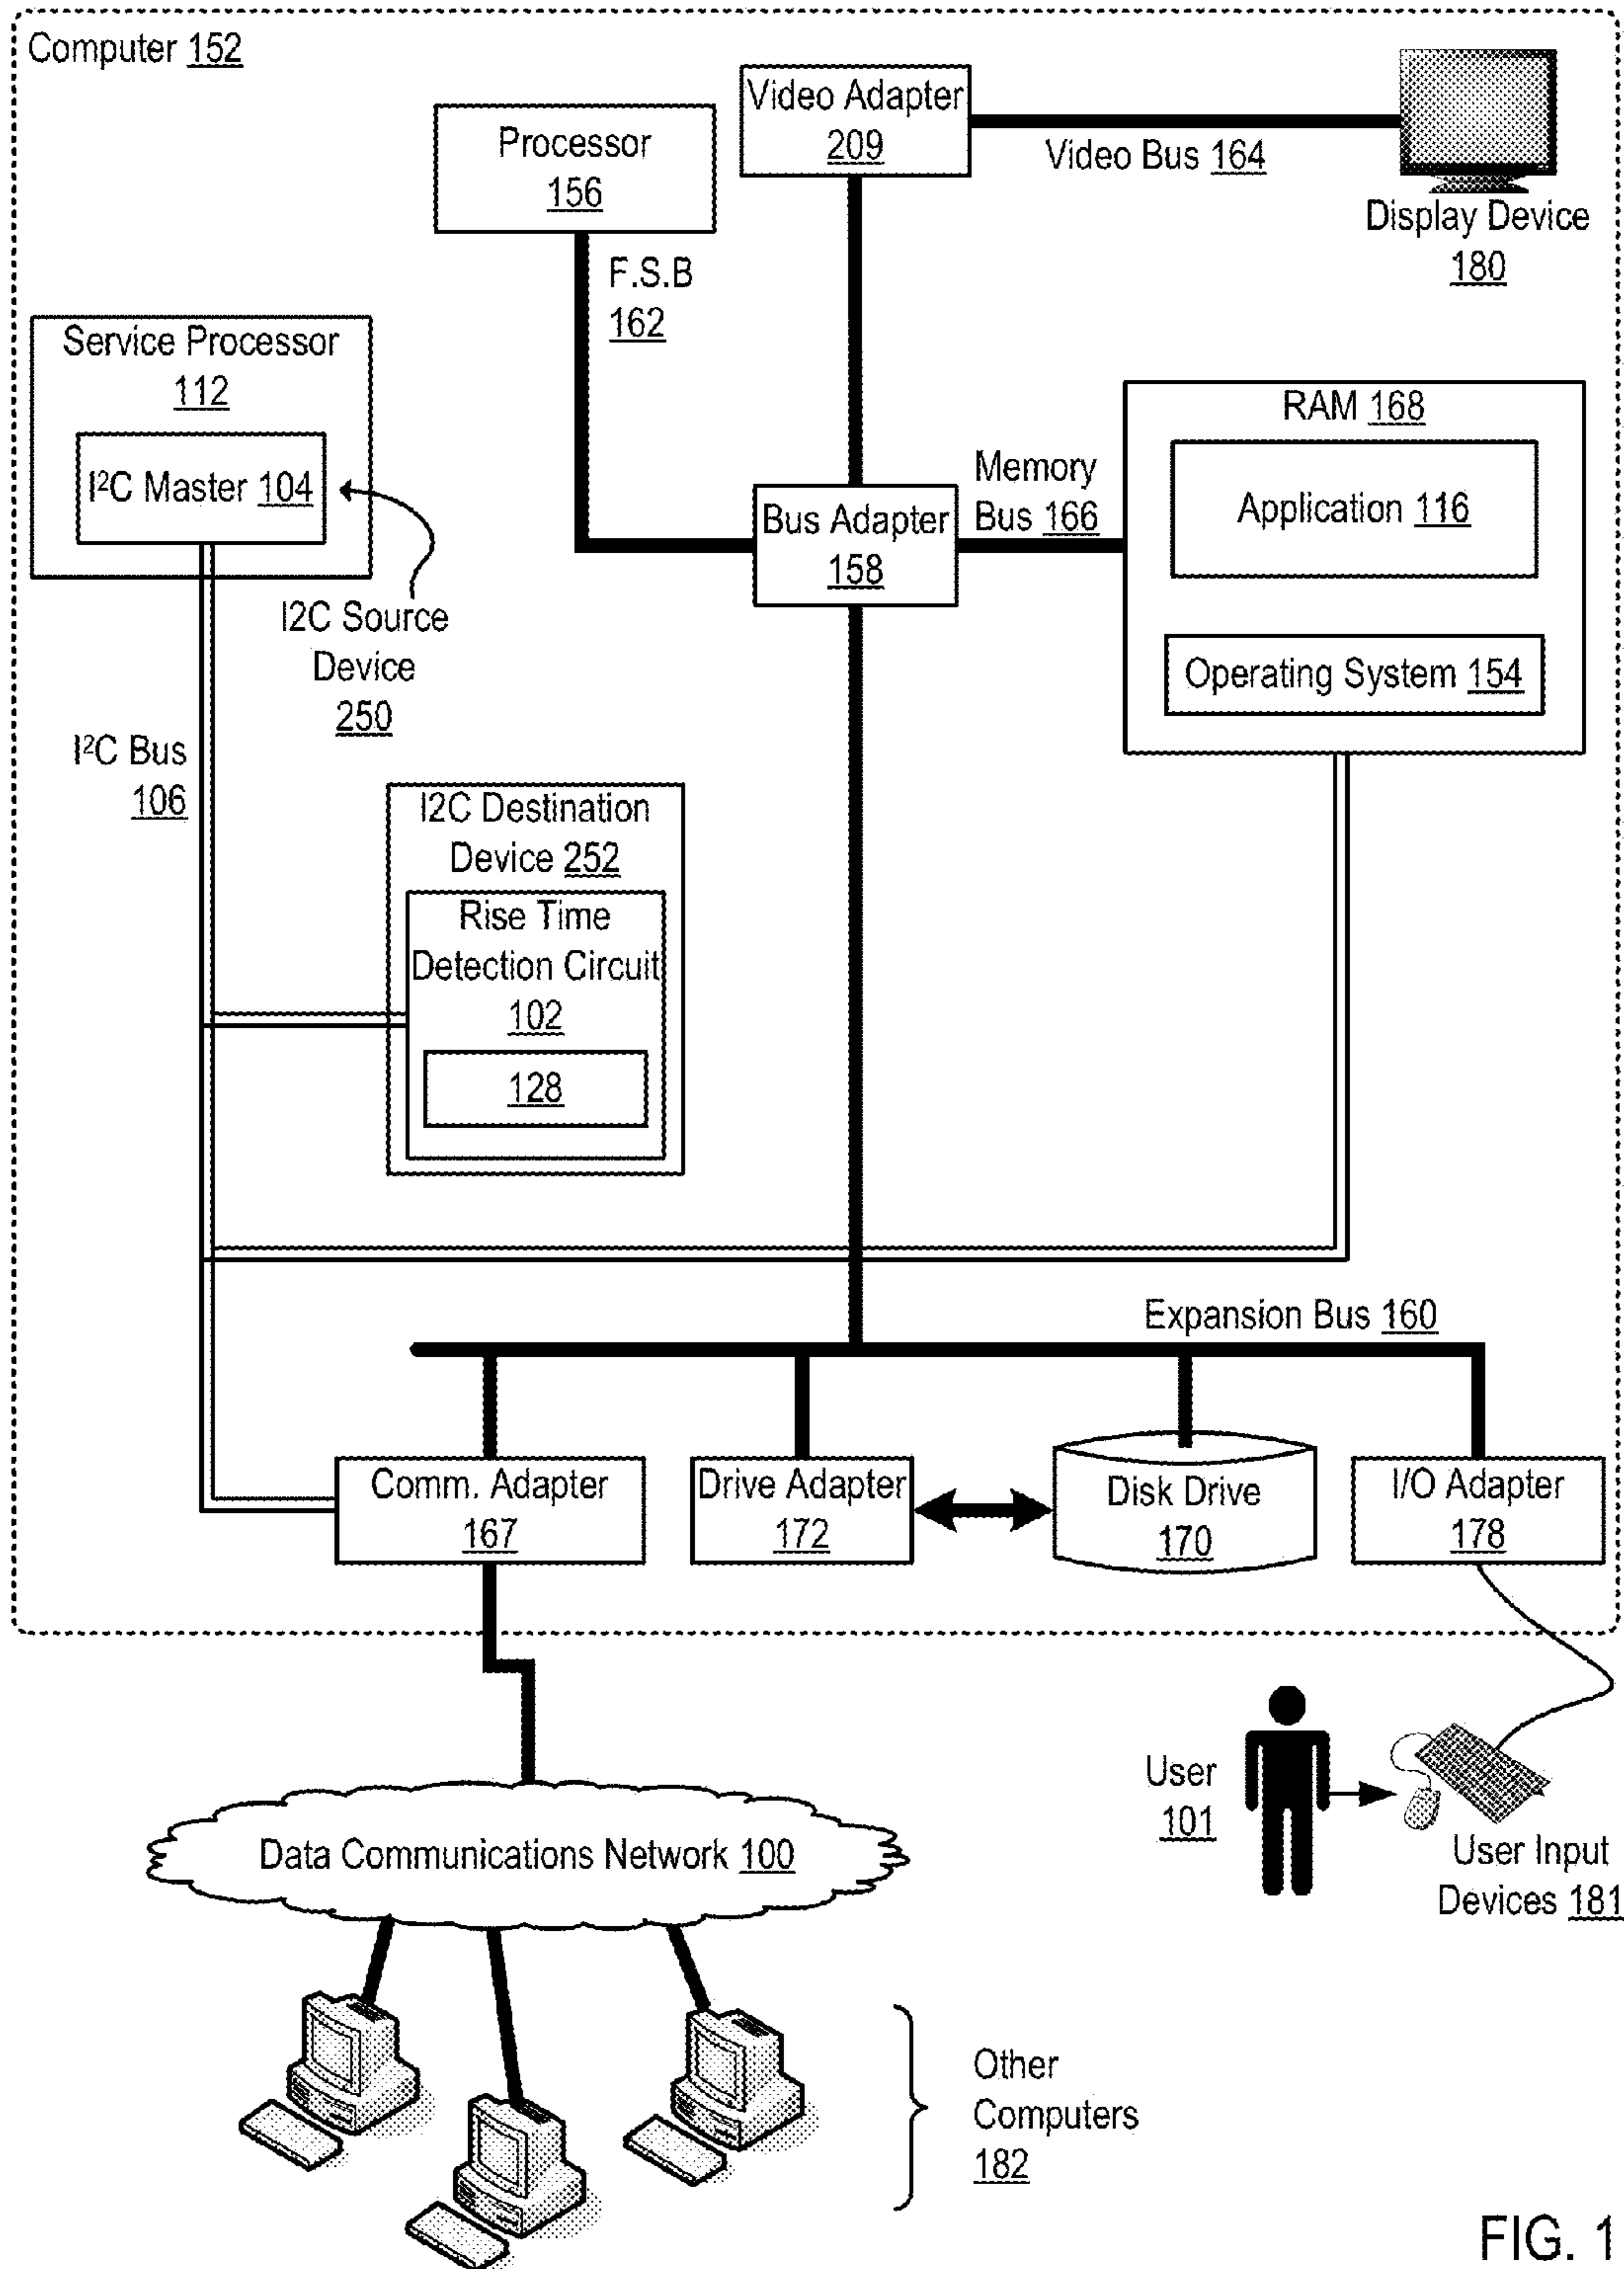 Computer 152
Video Adapter
209
Video Bus 164
Display Device
180
Processor
156
F.S.B
162
Service Processor
112
I²C Master 104
I2C Source
Device
250
RAM 168
Application 116
Operating System 154
Memory
Bus 166
Bus Adapter
158
I²C Bus
106
I2C Destination
Device 252
Rise Time
Detection Circuit
102
128
Expansion Bus 160
Comm. Adapter
167
Drive Adapter
172
Disk Drive
170
I/O Adapter
178
User
101
User Input
Devices 181
Data Communications Network 100
Other
Computers
182
FIG. 1